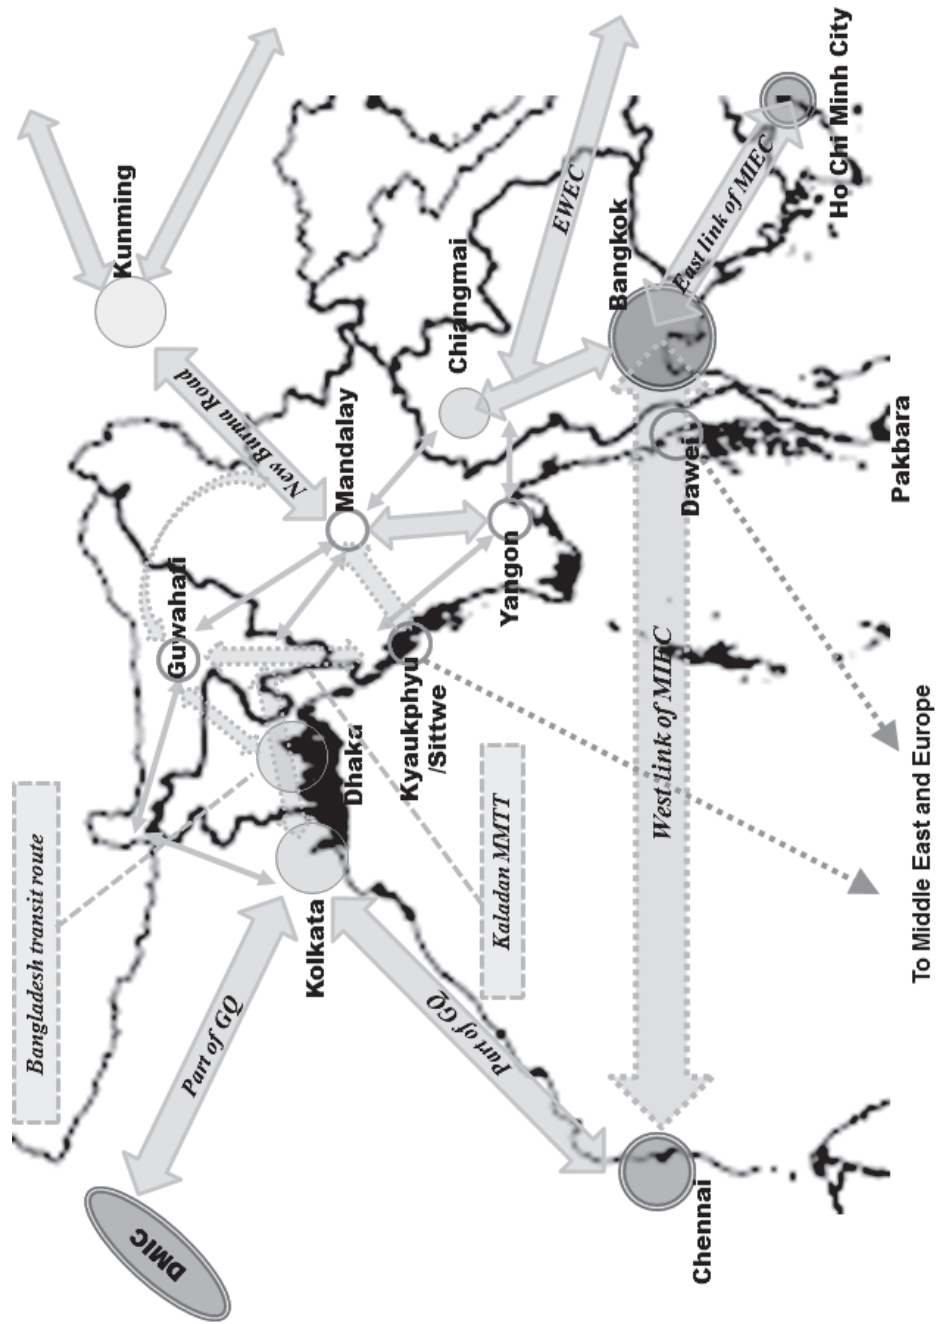 DMIC
Bangladesh transit route
Part of GQ
Kunming
New Burma Road
Guwahati
Kolkata
Dhaka
Mandalay
Kyaukphyu
/Sittwe
Kaladan MMTT
Part of GQ
Chiangmai
Yangon
EWEC
Chennai
West link of MIEC
Dawei
Bangkok
East link of MIEC
Ho Chi Minh City
Pakbara
To Middle East and Europe